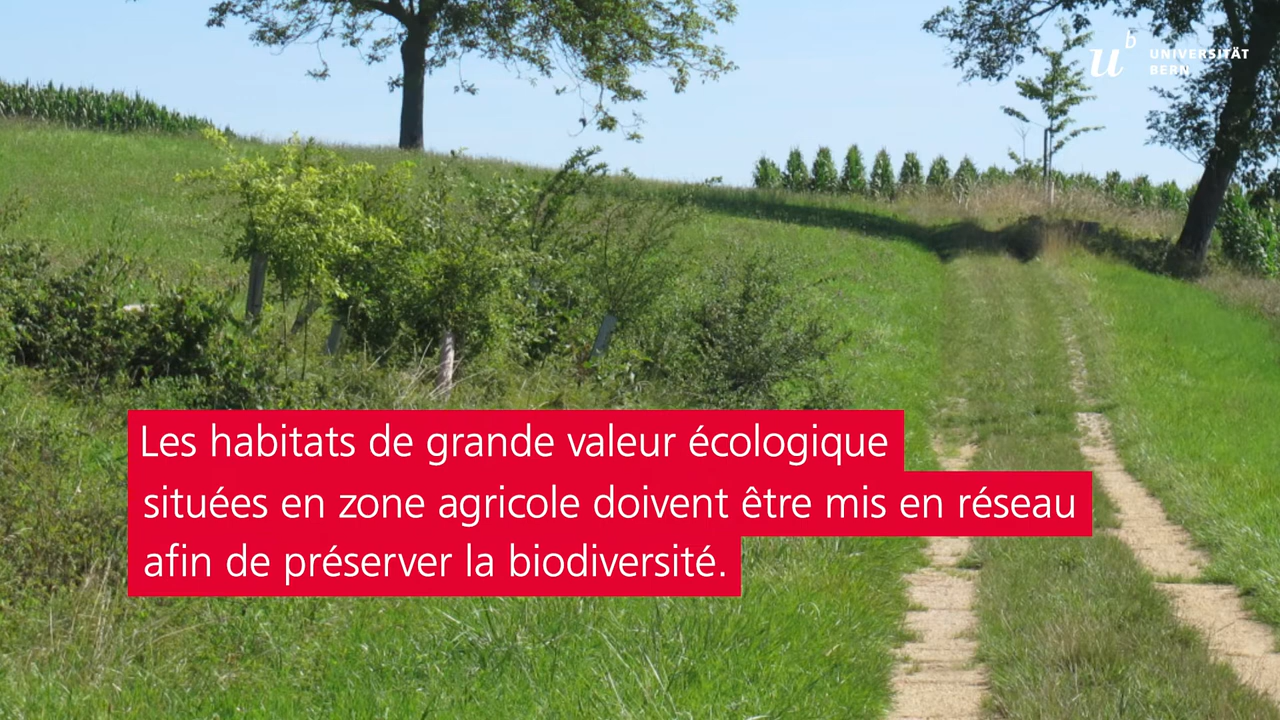 u
b
UNIVERSITÄT
BERN
Les habitats de grande valeur écologique
situées en zone agricole doivent être mis en réseau
afin de préserver la biodiversité.